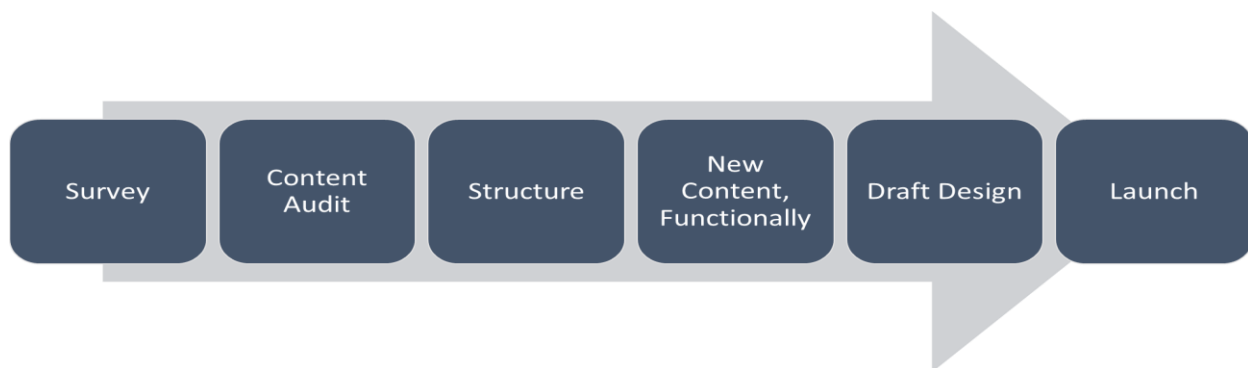 Survey
Content
Audit
Structure
New
Content,
Functionally
Draft Design
Launch